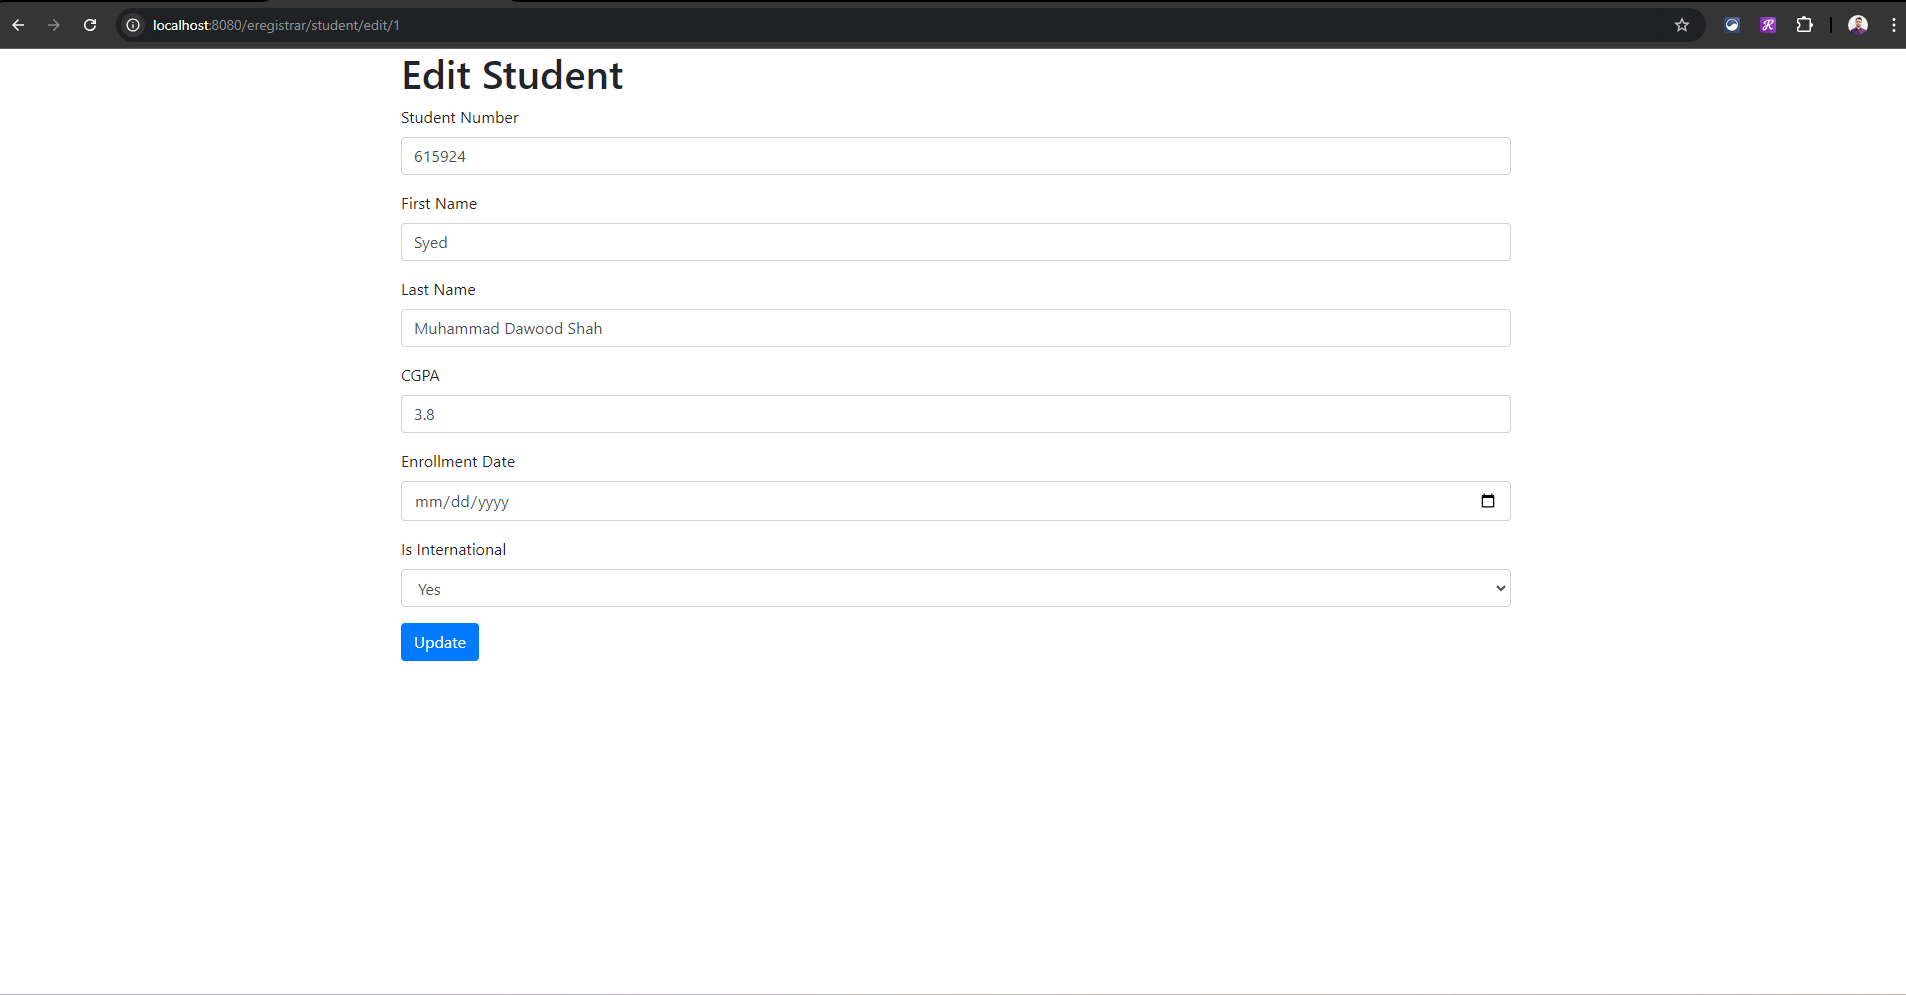 localhost:8080/eregistrar/student/edit/1
Edit Student
Student Number
615924
First Name
Syed
Last Name
Muhammad Dawood Shah
CGPA
3.8
Enrollment Date
mm/dd/yyyy
Is International
Yes
Update